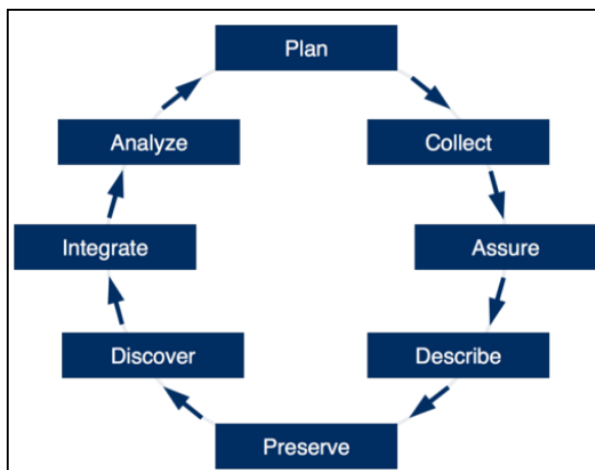 Plan
Collect
Assure
Describe
Preserve
Discover
Integrate
Analyze